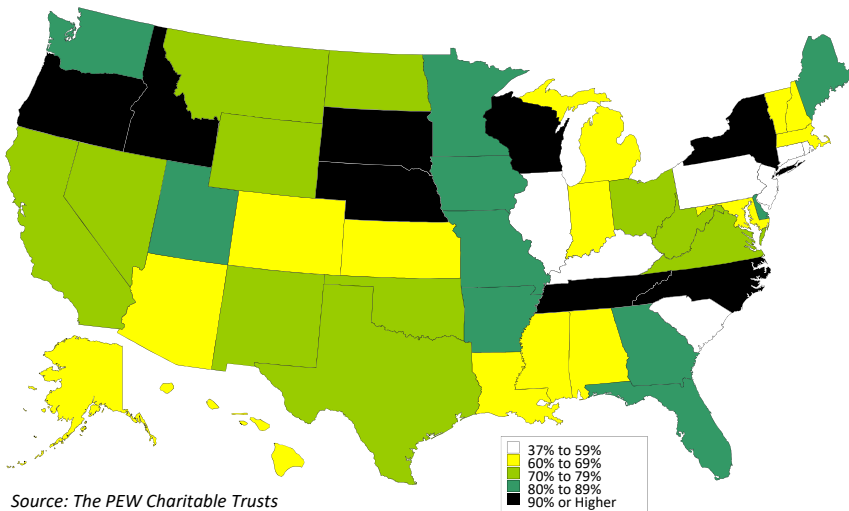 37% to 59%
60% to 69%
70% to 79%
80% to 89%
90% or Higher
Source: The PEW Charitable Trusts